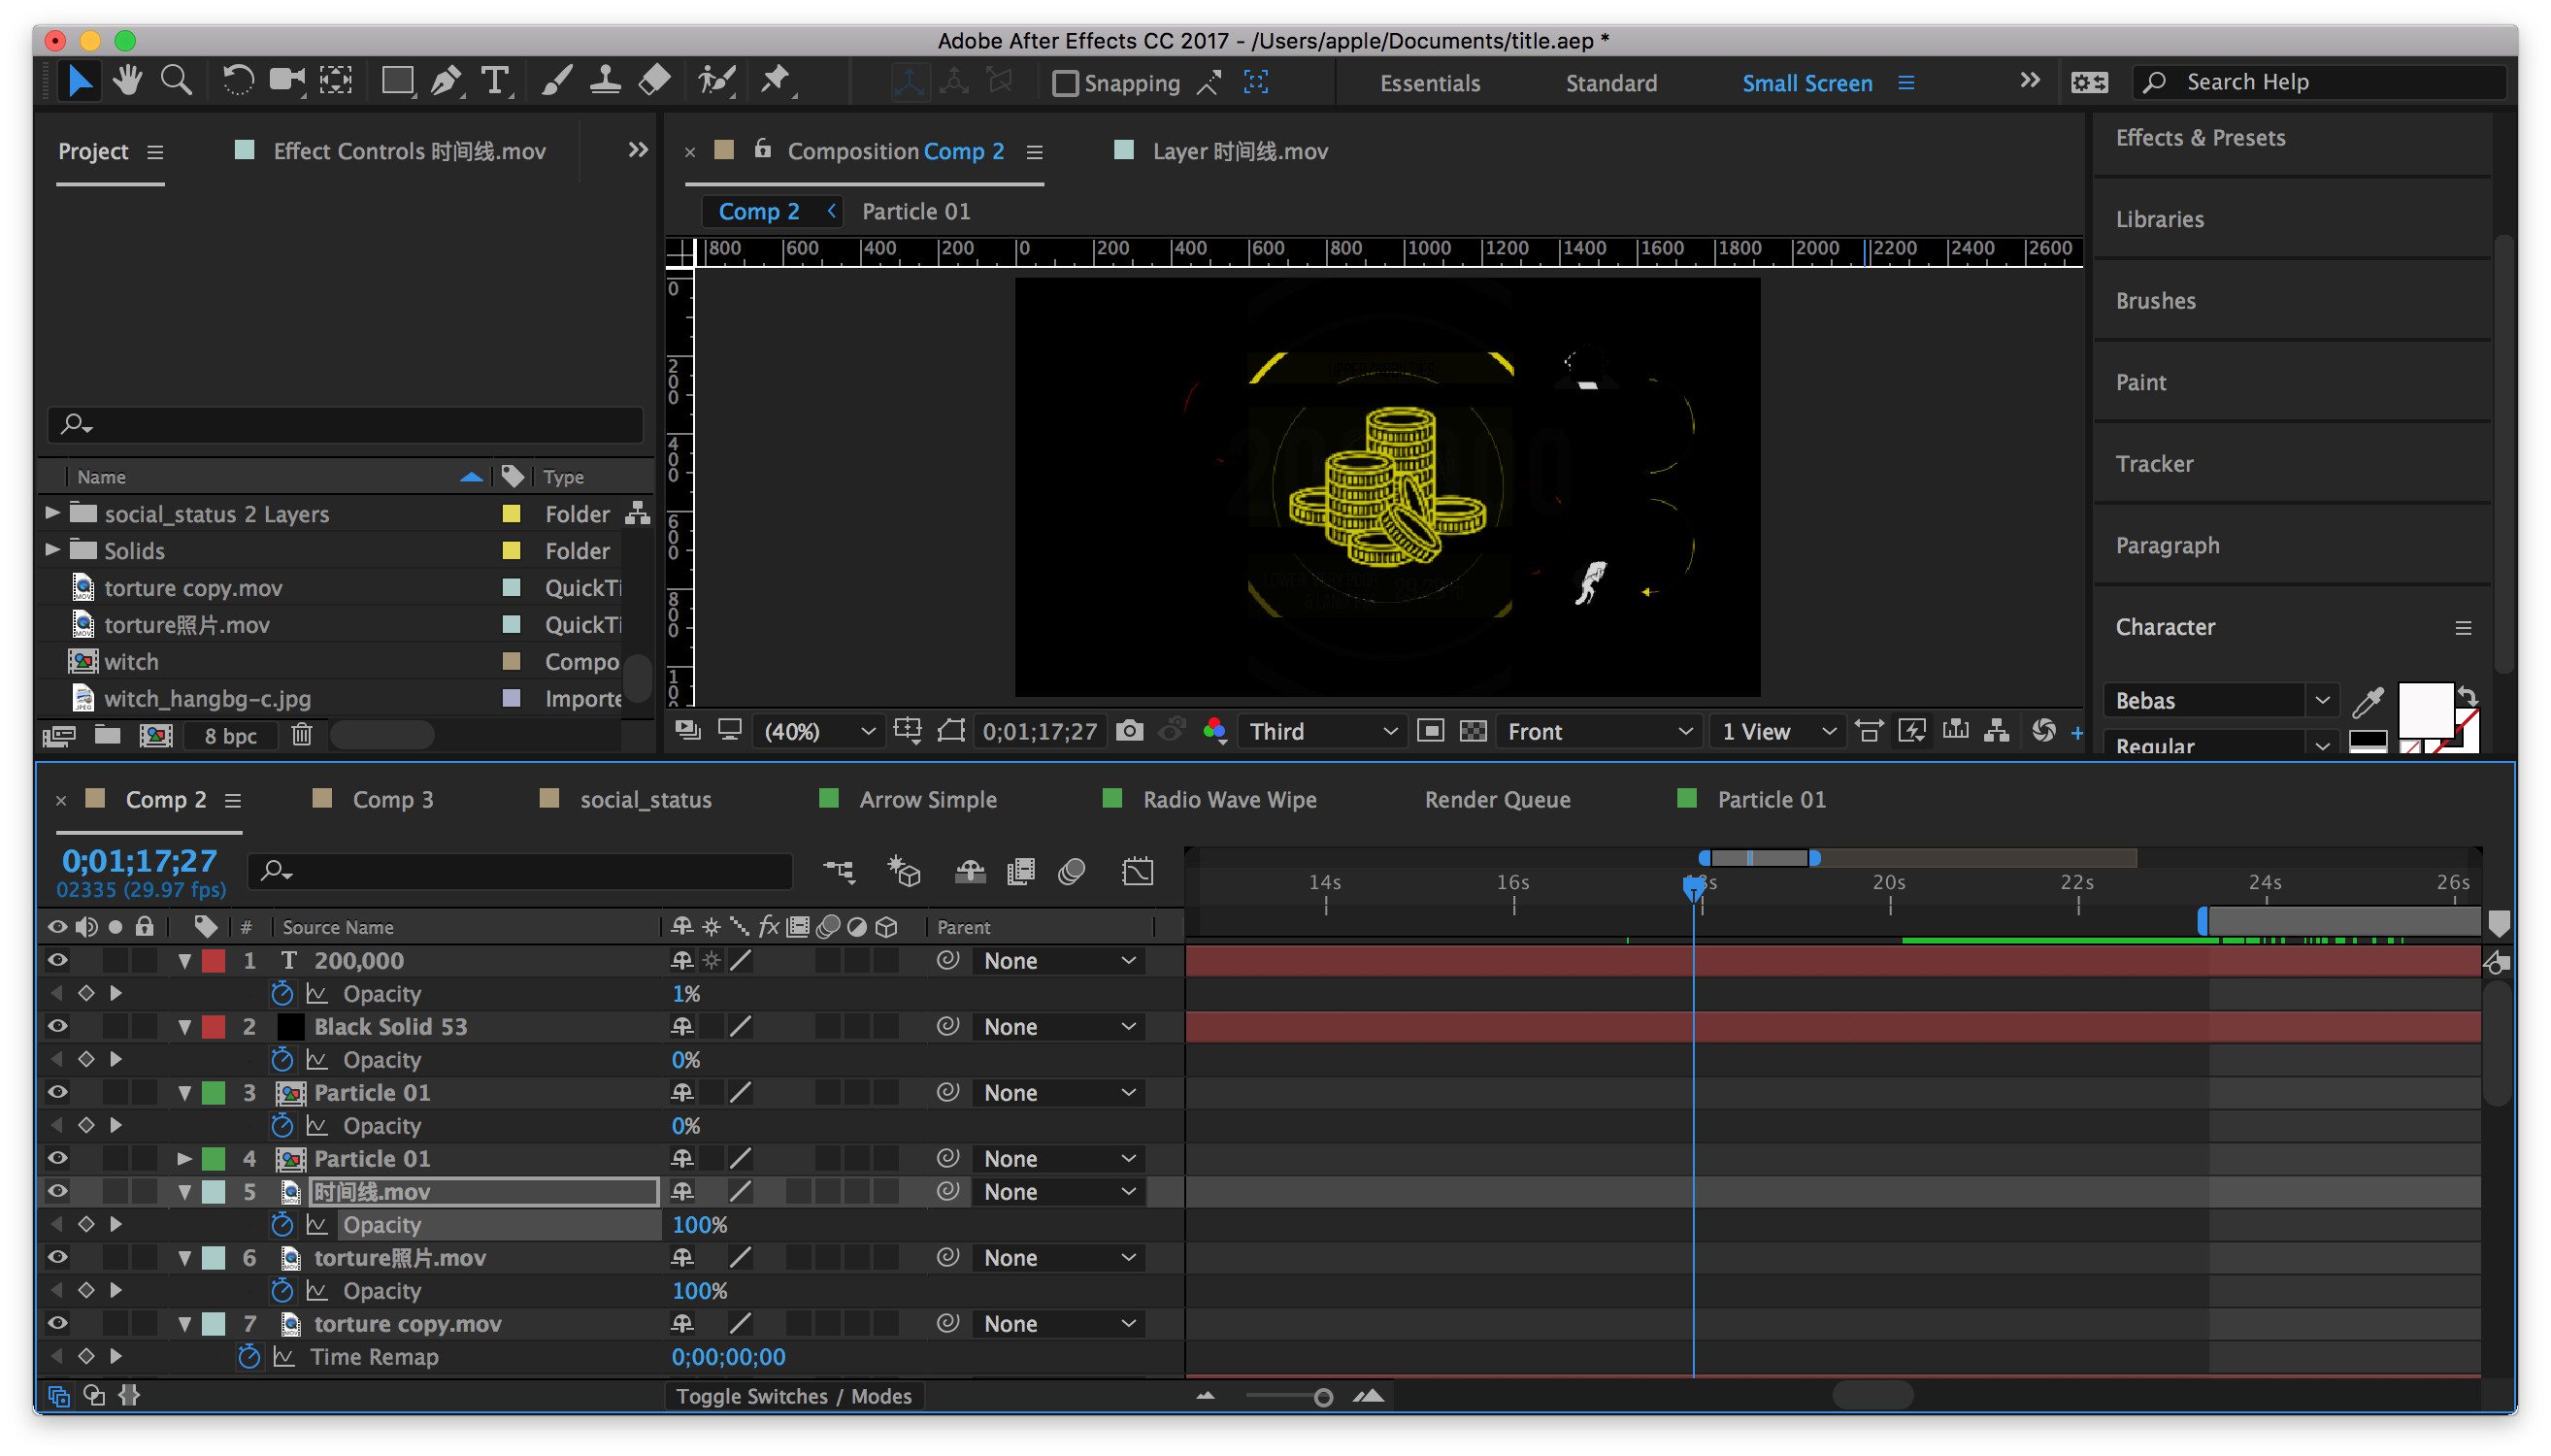 Adobe After Effects CC 2017 - /Users/apple/Documents/title.aep *
Snapping
Essentials
Standard
Small Screen
Search Help
Project
Effect Controls 时间线.mov
Composition Comp 2
Layer 时间线.mov
Comp 2
Particle 01
800 600 400 200 0 200 400 600 800 1000 1200 1400 1600 1800 2000 2200 2400 2600
0
200
400
600
800
10
Name Type
social_status 2 Layers Folder
Solids Folder
torture copy.mov QuickTi
torture照片.mov QuickTi
witch Compo
witch_hangbg-c.jpg Importe
8 bpc
(40%) 0;01;17;27 Third Front 1 View
Effects & Presets
Libraries
Brushes
Paint
Tracker
Paragraph
Character
Bebas
Regular
Comp 2 Comp 3 social_status Arrow Simple Radio Wave Wipe Render Queue Particle 01
0;01;17;27
02335 (29.97 fps)
14s 16s 20s 22s 24s 26s
# Source Name fx Parent
1 T 200,000 None
Opacity 1%
2 Black Solid 53 None
Opacity 0%
3 Particle 01 None
Opacity 0%
4 Particle 01 None
5 时间线.mov None
Opacity 100%
6 torture照片.mov None
Opacity 100%
7 torture copy.mov None
Time Remap 0;00;00;00
Toggle Switches / Modes